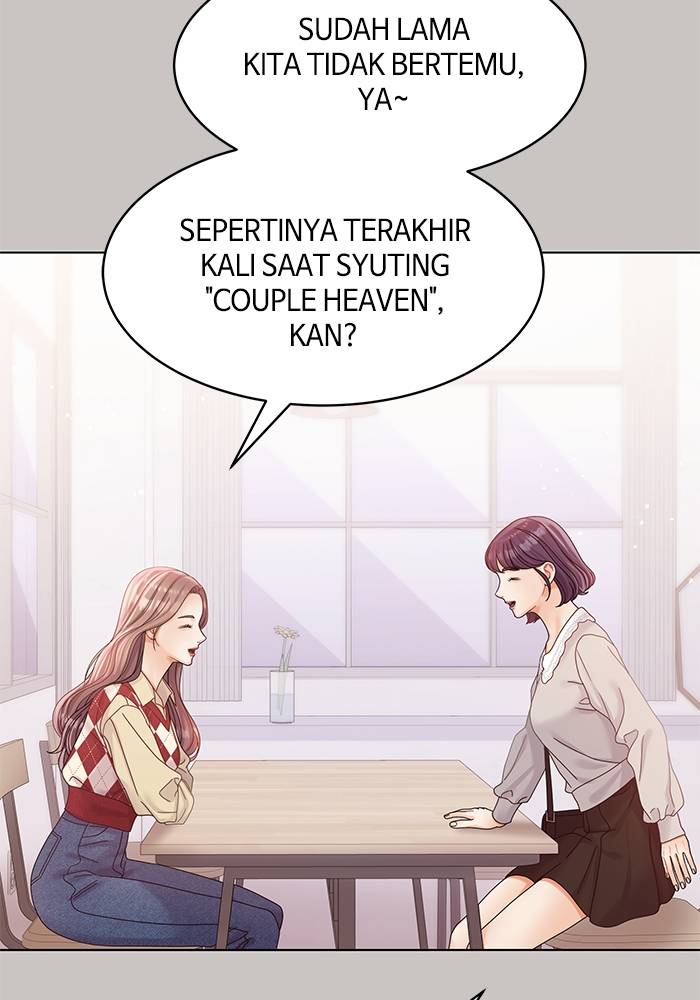 SUDAH LAMA
KITA TIDAK BERTEMU,
YA~
SEPERTINYA TERAKHIR
KALI SAAT SYUTING
"COUPLE HEAVEN",
KAN?